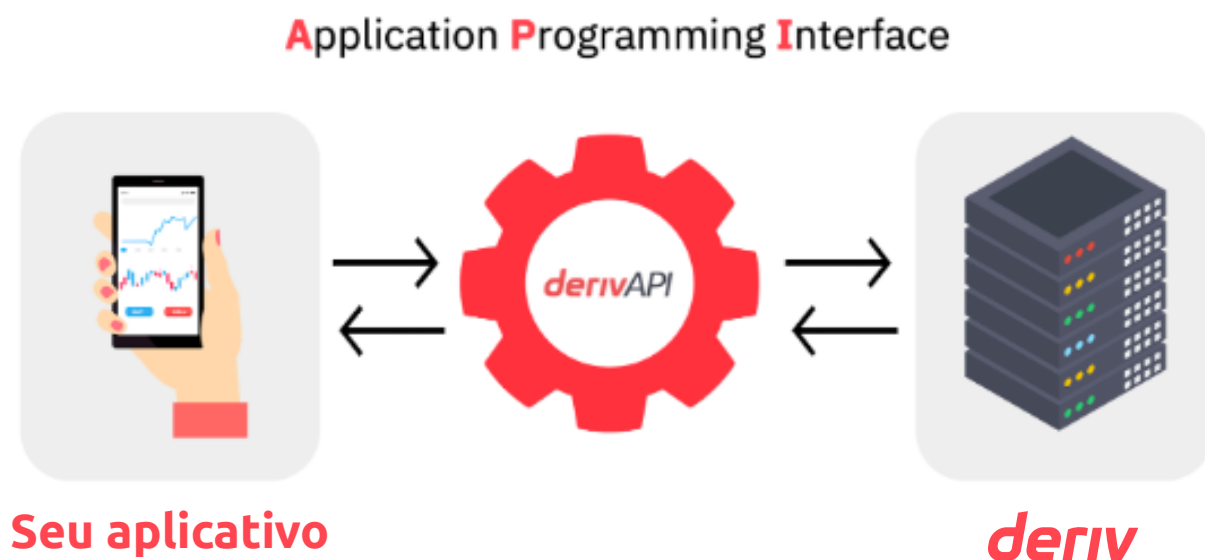 Application Programming Interface
derivAPI
Seu aplicativo
deriv